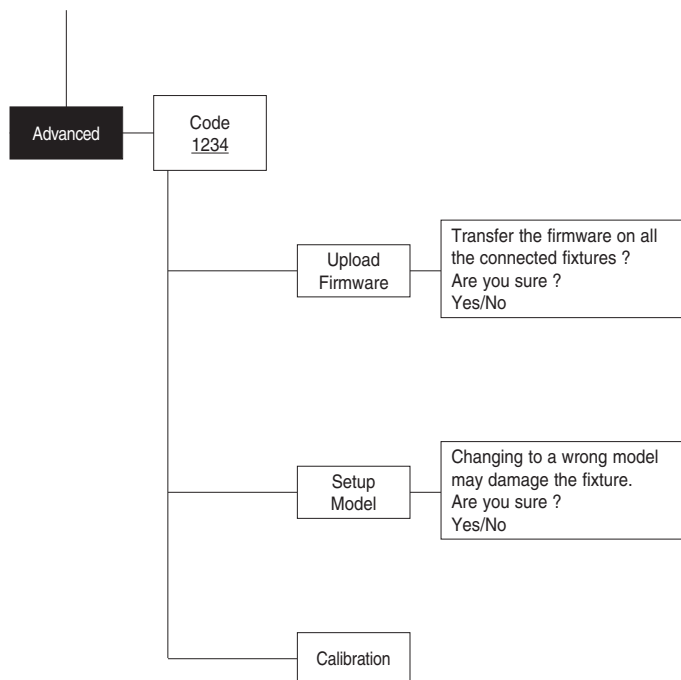 Advanced
Code
1234
Upload
Firmware
Transfer the firmware on all
the connected fixtures ?
Are you sure ?
Yes/No
Setup
Model
Changing to a wrong model
may damage the fixture.
Are you sure ?
Yes/No
Calibration